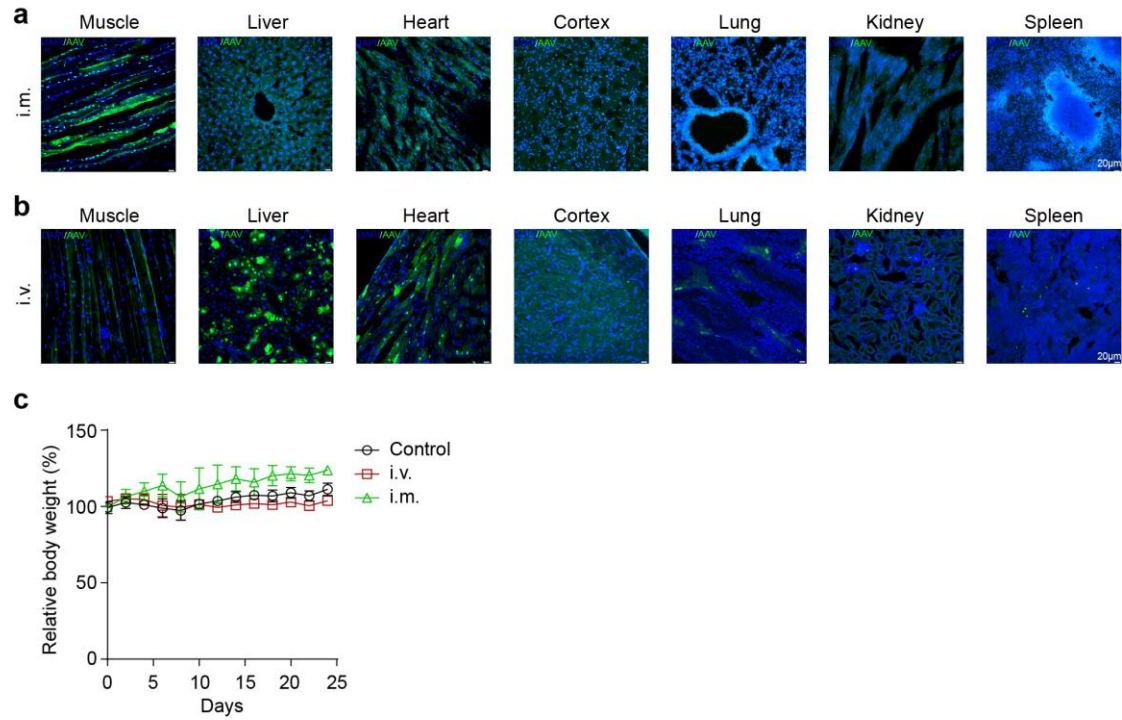 a
Muscle Liver Heart Cortex Lung Kidney Spleen
i.m.
/AAV /AAV /AAV /AAV /AAV /AAV /AAV
20μm
b
Muscle Liver Heart Cortex Lung Kidney Spleen
i.v.
/AAV /AAV /AAV /AAV /AAV /AAV /AAV
20μm
c
Relative body weight (%)
150
100
50
0
0 5 10 15 20 25
Days
Control
i.v.
i.m.